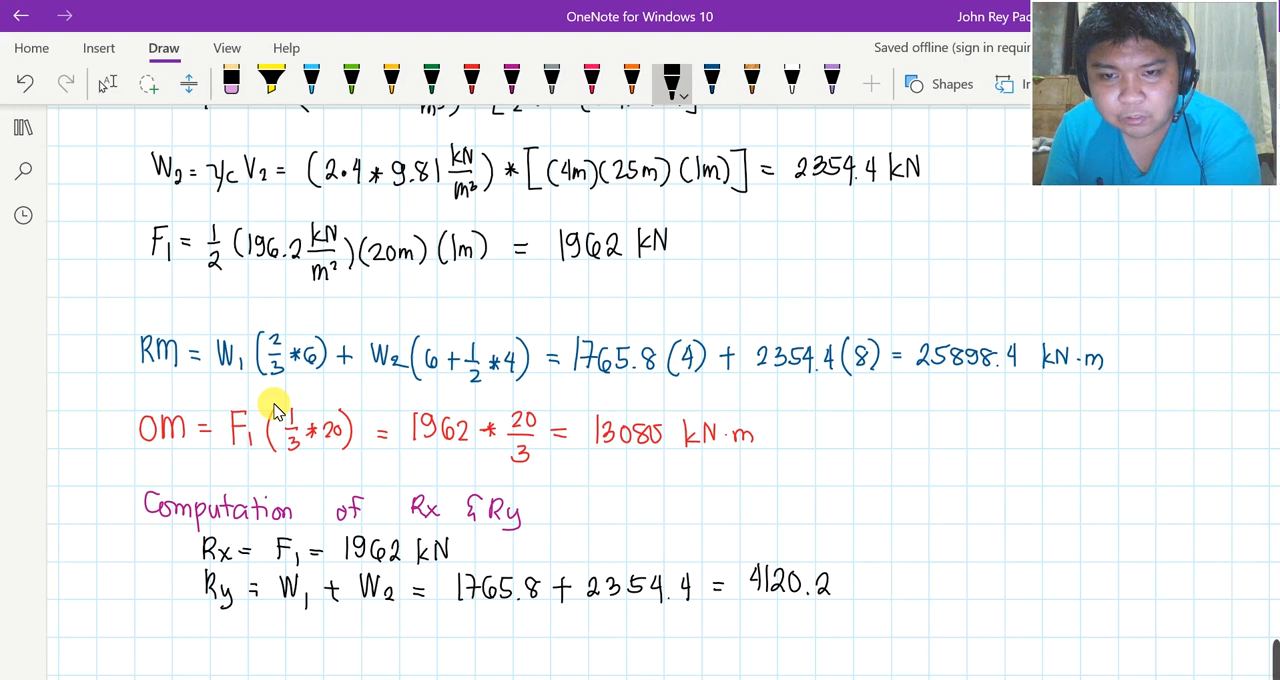 OneNote for Windows 10
John Rey Pac
Home Insert Draw View Help
Saved offline (sign in requir
Shapes In
W₂ = γc V₂ = (2.4 * 9.81 kN/m³) * [(4m)(25m)(1m)] = 2354.4 kN
F₁ = 1/2 (196.2 kN/m²)(20m)(1m) = 1962 kN
RM = W₁ (2/3 * 6) + W₂ (6 + 1/2 * 4) = 1765.8 (4) + 2354.4 (8) = 25898.4 kN·m
OM = F₁ (1/3 * 20) = 1962 * 20/3 = 13080 kN·m
Computation of Rx & Ry
Rx = F₁ = 1962 kN
Ry = W₁ + W₂ = 1765.8 + 2354.4 = 4120.2